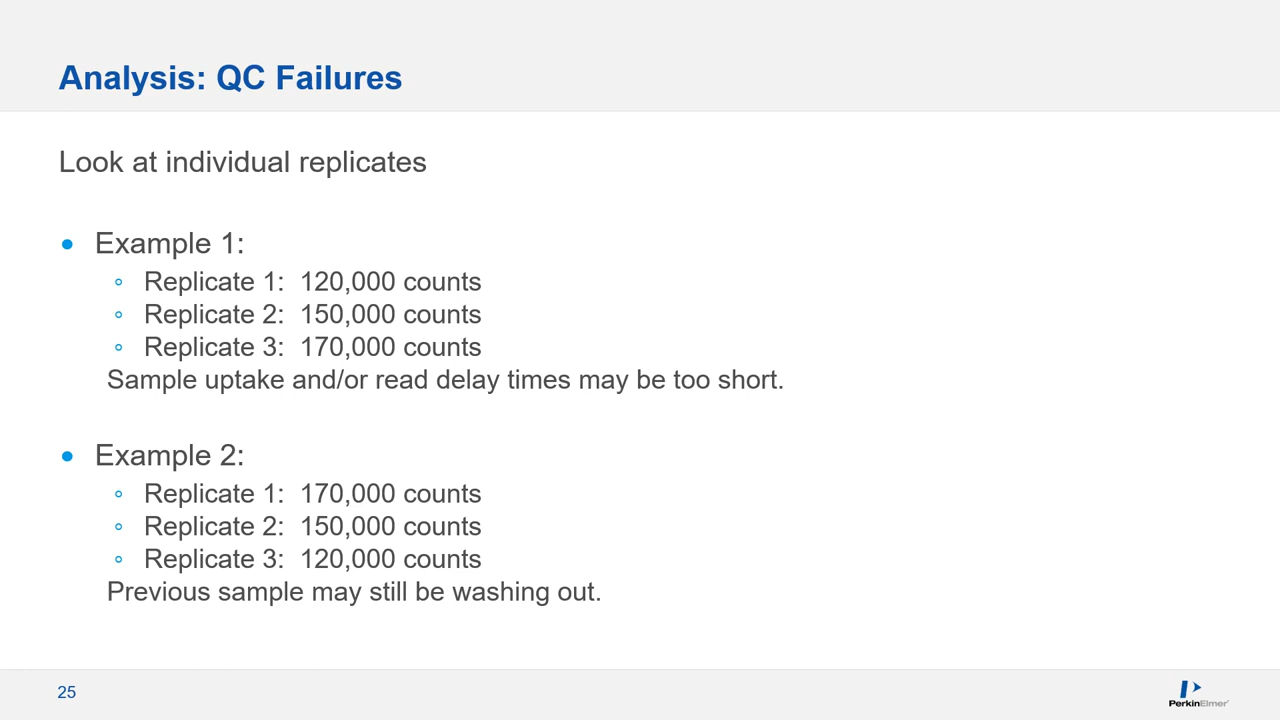 Analysis: QC Failures
Look at individual replicates
• Example 1:
◦ Replicate 1: 120,000 counts
◦ Replicate 2: 150,000 counts
◦ Replicate 3: 170,000 counts
Sample uptake and/or read delay times may be too short.
• Example 2:
◦ Replicate 1: 170,000 counts
◦ Replicate 2: 150,000 counts
◦ Replicate 3: 120,000 counts
Previous sample may still be washing out.
25
PerkinElmer